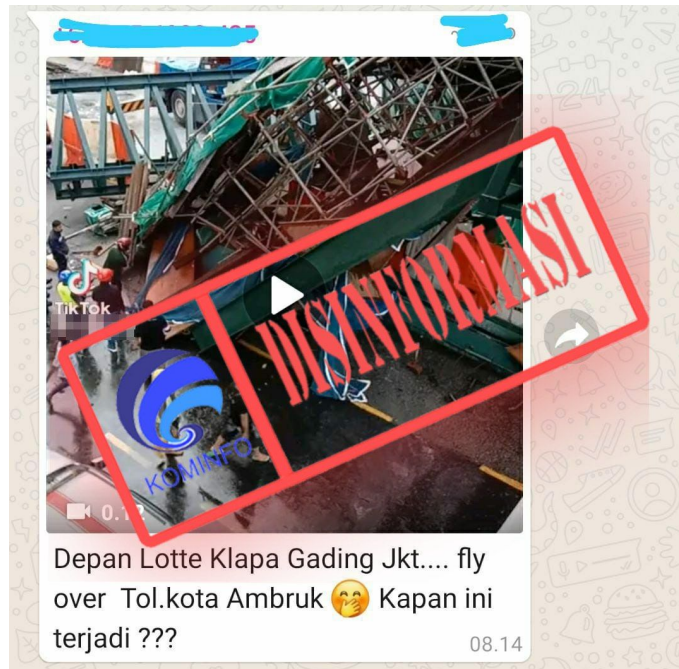 TikTok
DISINFORMASI
KOMINFO
Depan Lotte Klapa Gading Jkt.... fly
over Tol.kota Ambruk 🤭 Kapan ini
terjadi ???
08.14